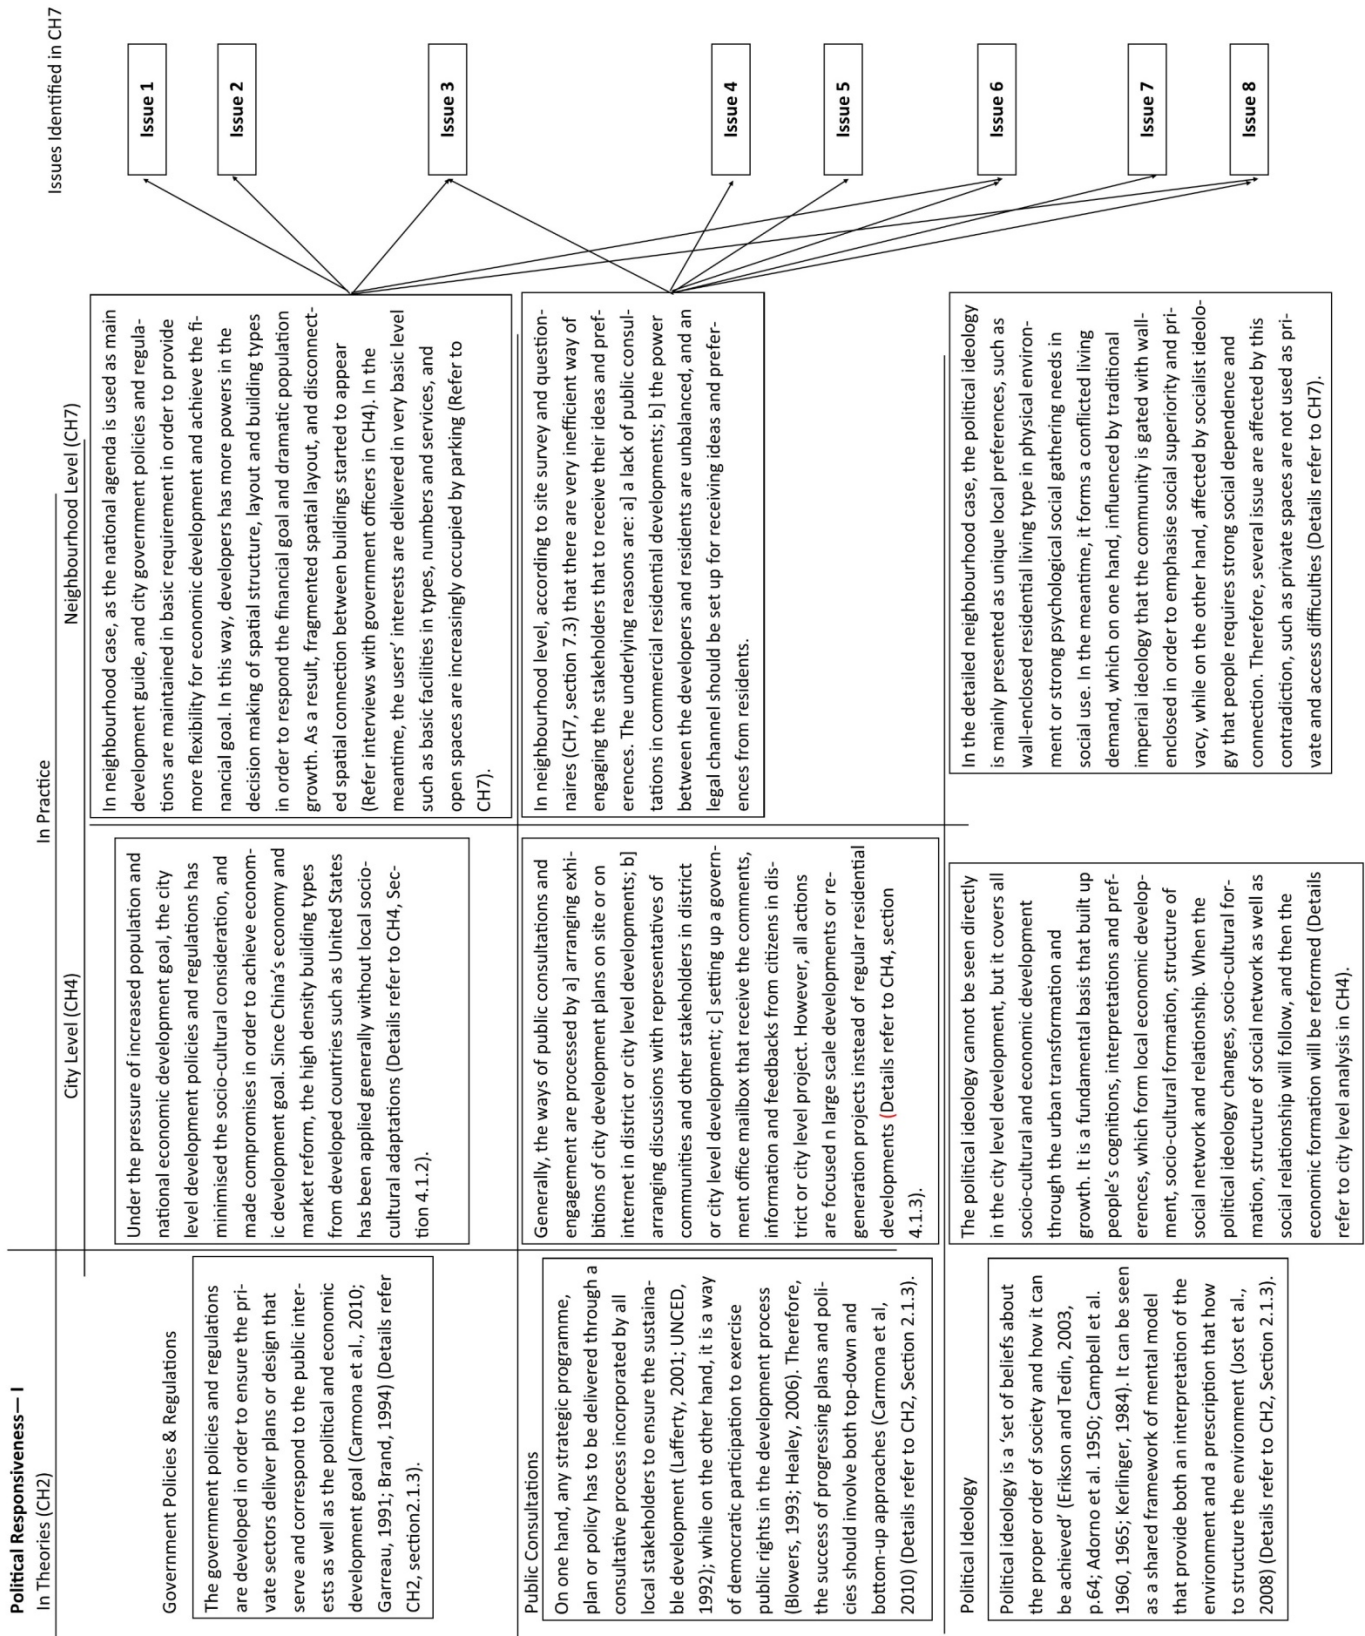 Political Responsiveness— I
In Theories (CH2)
In Practice
City Level (CH4)
Neighbourhood Level (CH7)
Issues Identified in CH7
Government Policies & Regulations
The government policies and regulations
are developed in order to ensure the pri-
vate sectors deliver plans or design that
serve and correspond to the public inter-
ests as well as the political and economic
development goal (Carmona et al., 2010;
Garreau, 1991; Brand, 1994) (Details refer
CH2, section2.1.3).
Under the pressure of increased population and
national economic development goal, the city
level development policies and regulations has
minimised the socio-cultural consideration, and
made compromises in order to achieve econom-
ic development goal. Since China's economy and
market reform, the high density building types
from developed countries such as United States
has been applied generally without local socio-
cultural adaptations (Details refer to CH4, Sec-
tion 4.1.2).
In neighbourhood case, as the national agenda is used as main
development guide, and city government policies and regula-
tions are maintained in basic requirement in order to provide
more flexibility for economic development and achieve the fi-
nancial goal. In this way, developers has more powers in the
decision making of spatial structure, layout and building types
in order to respond the financial goal and dramatic population
growth. As a result, fragmented spatial layout, and disconnect-
ed spatial connection between buildings started to appear
(Refer interviews with government officers in CH4). In the
meantime, the users' interests are delivered in very basic level
such as basic facilities in types, numbers and services, and
open spaces are increasingly occupied by parking (Refer to
CH7).
Public Consultations
On one hand, any strategic programme,
plan or policy has to be delivered through a
consultative process incorporated by all
local stakeholders to ensure the sustaina-
ble development (Lafferty, 2001; UNCED,
1992); while on the other hand, it is a way
of democratic participation to exercise
public rights in the development process
(Blowers, 1993; Healey, 2006). Therefore,
the success of progressing plans and poli-
cies should involve both top-down and
bottom-up approaches (Carmona et al,
2010) (Details refer to CH2, Section 2.1.3).
Generally, the ways of public consultations and
engagement are processed by a] arranging exhi-
bitions of city development plans on site or on
internet in district or city level developments; b]
arranging discussions with representatives of
communities and other stakeholders in district
or city level development; c] setting up a govern-
ment office mailbox that receive the comments,
information and feedbacks from citizens in dis-
trict or city level project. However, all actions
are focused n large scale developments or re-
generation projects instead of regular residential
developments (Details refer to CH4, section
4.1.3).
In neighbourhood level, according to site survey and question-
naires (CH7, section 7.3) that there are very inefficient way of
engaging the stakeholders that to receive their ideas and pref-
erences. The underlying reasons are: a] a lack of public consul-
tations in commercial residential developments; b] the power
between the developers and residents are unbalanced, and an
legal channel should be set up for receiving ideas and prefer-
ences from residents.
Political Ideology
Political ideology is a 'set of beliefs about
the proper order of society and how it can
be achieved' (Erikson and Tedin, 2003,
p.64; Adorno et al. 1950; Campbell et al.
1960, 1965; Kerlinger, 1984). It can be seen
as a shared framework of mental model
that provide both an interpretation of the
environment and a prescription that how
to structure the environment (Jost et al.,
2008) (Details refer to CH2, Section 2.1.3).
The political ideology cannot be seen directly
in the city level development, but it covers all
socio-cultural and economic development
through the urban transformation and
growth. It is a fundamental basis that built up
people's cognitions, interpretations and pref-
erences, which form local economic develop-
ment, socio-cultural formation, structure of
social network and relationship. When the
political ideology changes, socio-cultural for-
mation, structure of social network as well as
social relationship will follow, and then the
economic formation will be reformed (Details
refer to city level analysis in CH4).
In the detailed neighbourhood case, the political ideology
is mainly presented as unique local preferences, such as
wall-enclosed residential living type in physical environ-
ment or strong psychological social gathering needs in
social use. In the meantime, it forms a conflicted living
demand, which on one hand, influenced by traditional
imperial ideology that the community is gated with wall-
enclosed in order to emphasise social superiority and pri-
vacy, while on the other hand, affected by socialist ideolo-
gy that people requires strong social dependence and
connection. Therefore, several issue are affected by this
contradiction, such as private spaces are not used as pri-
vate and access difficulties (Details refer to CH7).
Issue 1
Issue 2
Issue 3
Issue 4
Issue 5
Issue 6
Issue 7
Issue 8